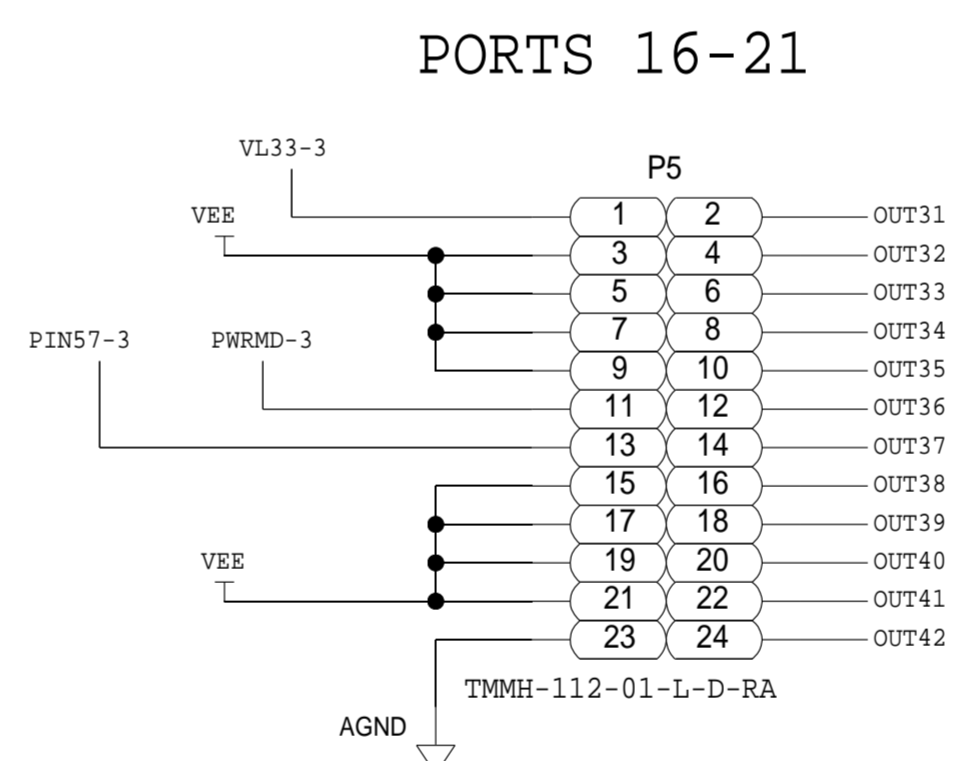 PORTS 16-21
VL33-3
P5
VEE
1 2 OUT31
3 4 OUT32
5 6 OUT33
PIN57-3 PWRMD-3
7 8 OUT34
9 10 OUT35
11 12 OUT36
13 14 OUT37
15 16 OUT38
17 18 OUT39
VEE
19 20 OUT40
21 22 OUT41
23 24 OUT42
TMMH-112-01-L-D-RA
AGND